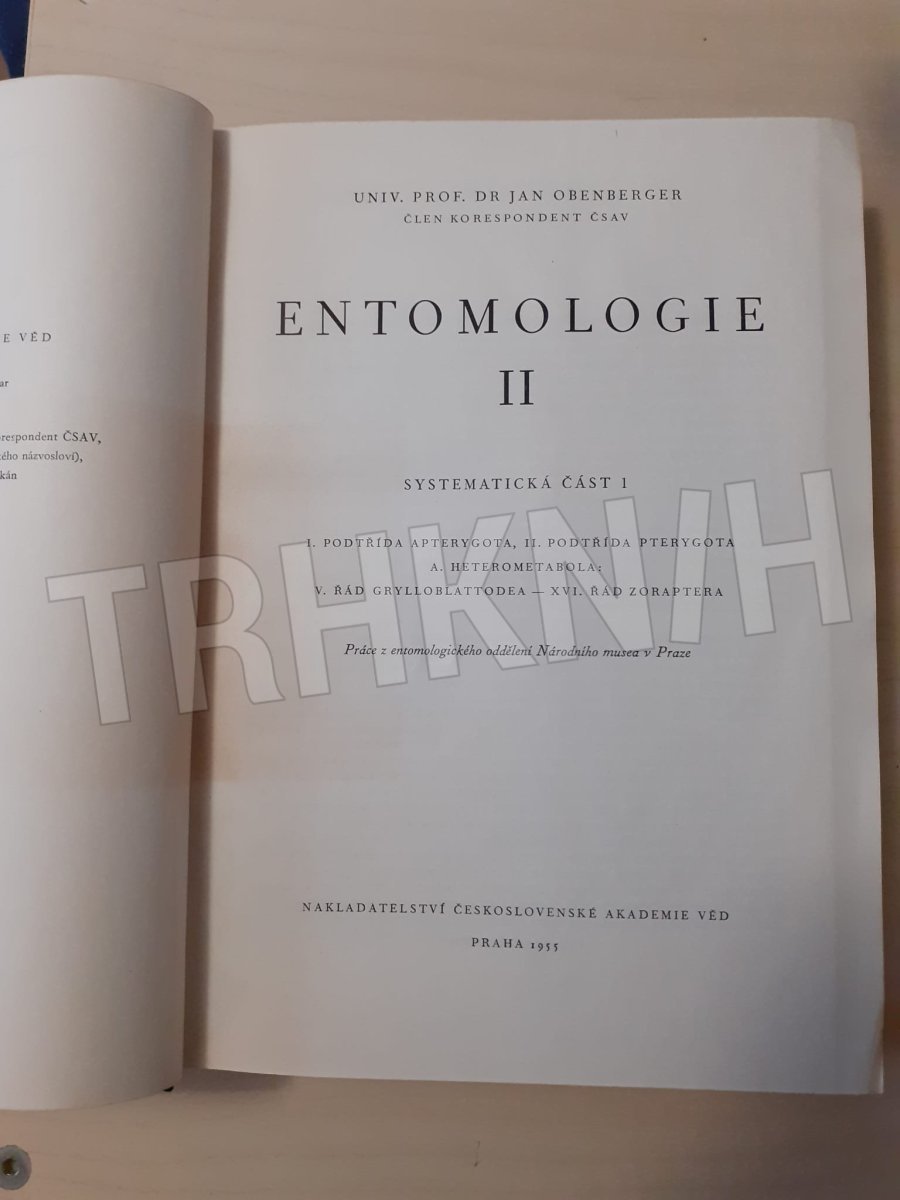 E VĚD
ar
respondent ČSAV,
kého názvosloví),
kán
UNIV. PROF. DR JAN OBENBERGER
ČLEN KORESPONDENT ČSAV
ENTOMOLOGIE
II
SYSTEMATICKÁ ČÁST I
I. PODTŘÍDA APTERYGOTA, II. PODTŘÍDA PTERYGOTA
A. HETEROMETABOLA:
V. ŘÁD GRYLLOBLATTODEA — XVI. ŘÁD ZORAPTERA
Práce z entomologického oddělení Národního musea v Praze
TRHKNIH
NAKLADATELSTVÍ ČESKOSLOVENSKÉ AKADEMIE VĚD
PRAHA 1955